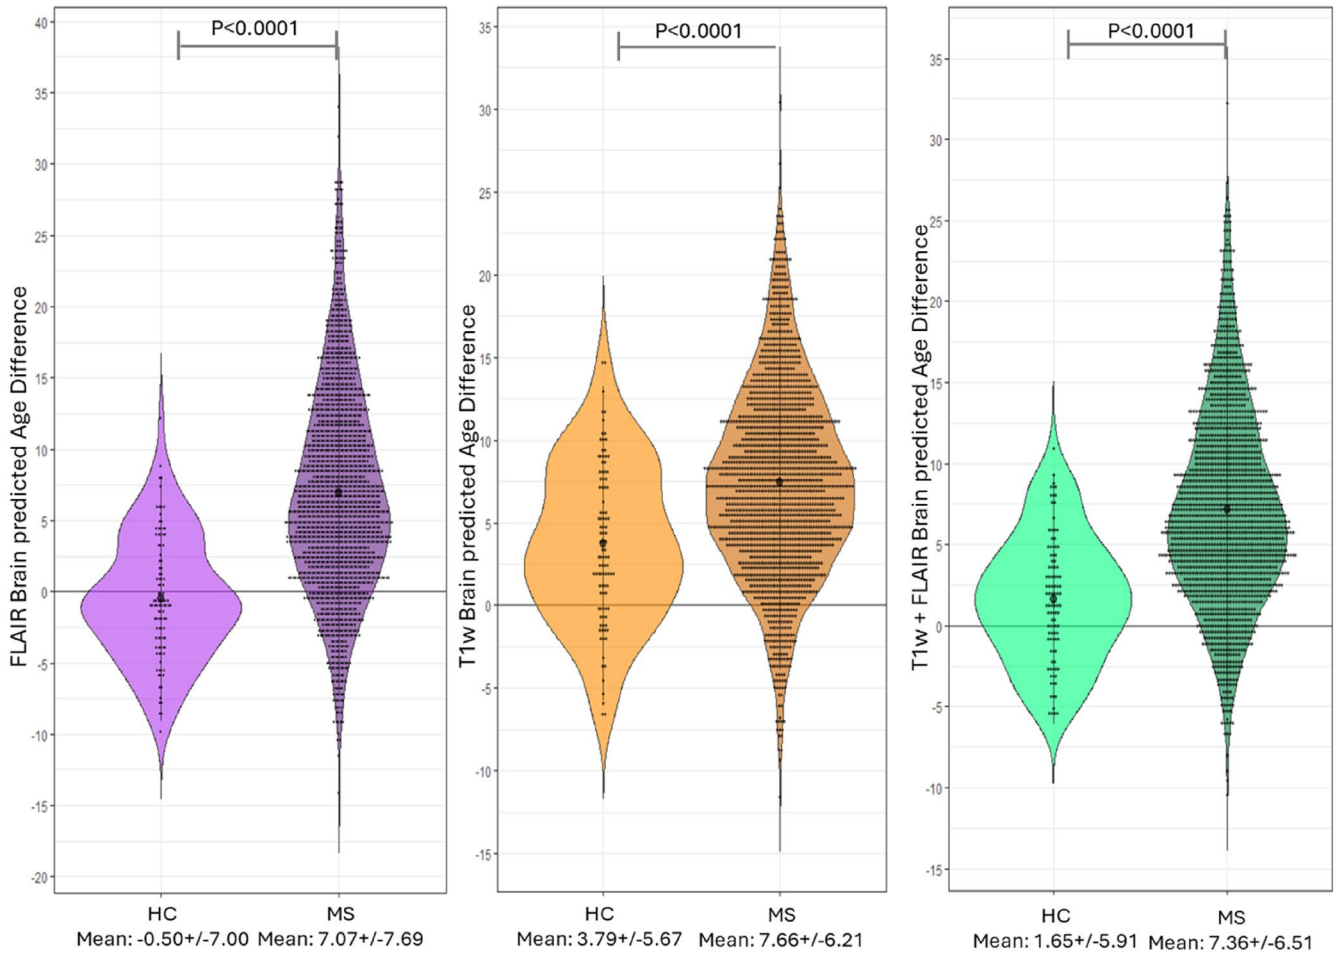 P<0.0001
FLAIR Brain predicted Age Difference
40
35
30
25
20
15
10
5
0
-5
-10
-15
-20
HC
MS
Mean: -0.50+/-7.00
Mean: 7.07+/-7.69
P<0.0001
T1w Brain predicted Age Difference
35
30
25
20
15
10
5
0
-5
-10
-15
HC
MS
Mean: 3.79+/-5.67
Mean: 7.66+/-6.21
P<0.0001
T1w + FLAIR Brain predicted Age Difference
35
30
25
20
15
10
5
0
-5
-10
-15
HC
MS
Mean: 1.65+/-5.91
Mean: 7.36+/-6.51